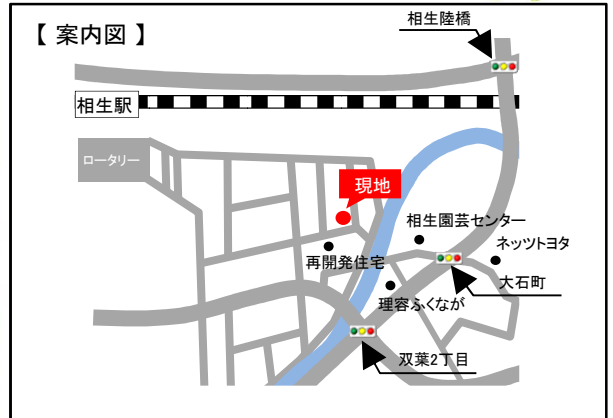 【 案内図 】
相生陸橋
相生駅
ロータリー
現地
相生園芸センター
ネッツトヨタ
再開発住宅
大石町
理容ふくなが
双葉2丁目